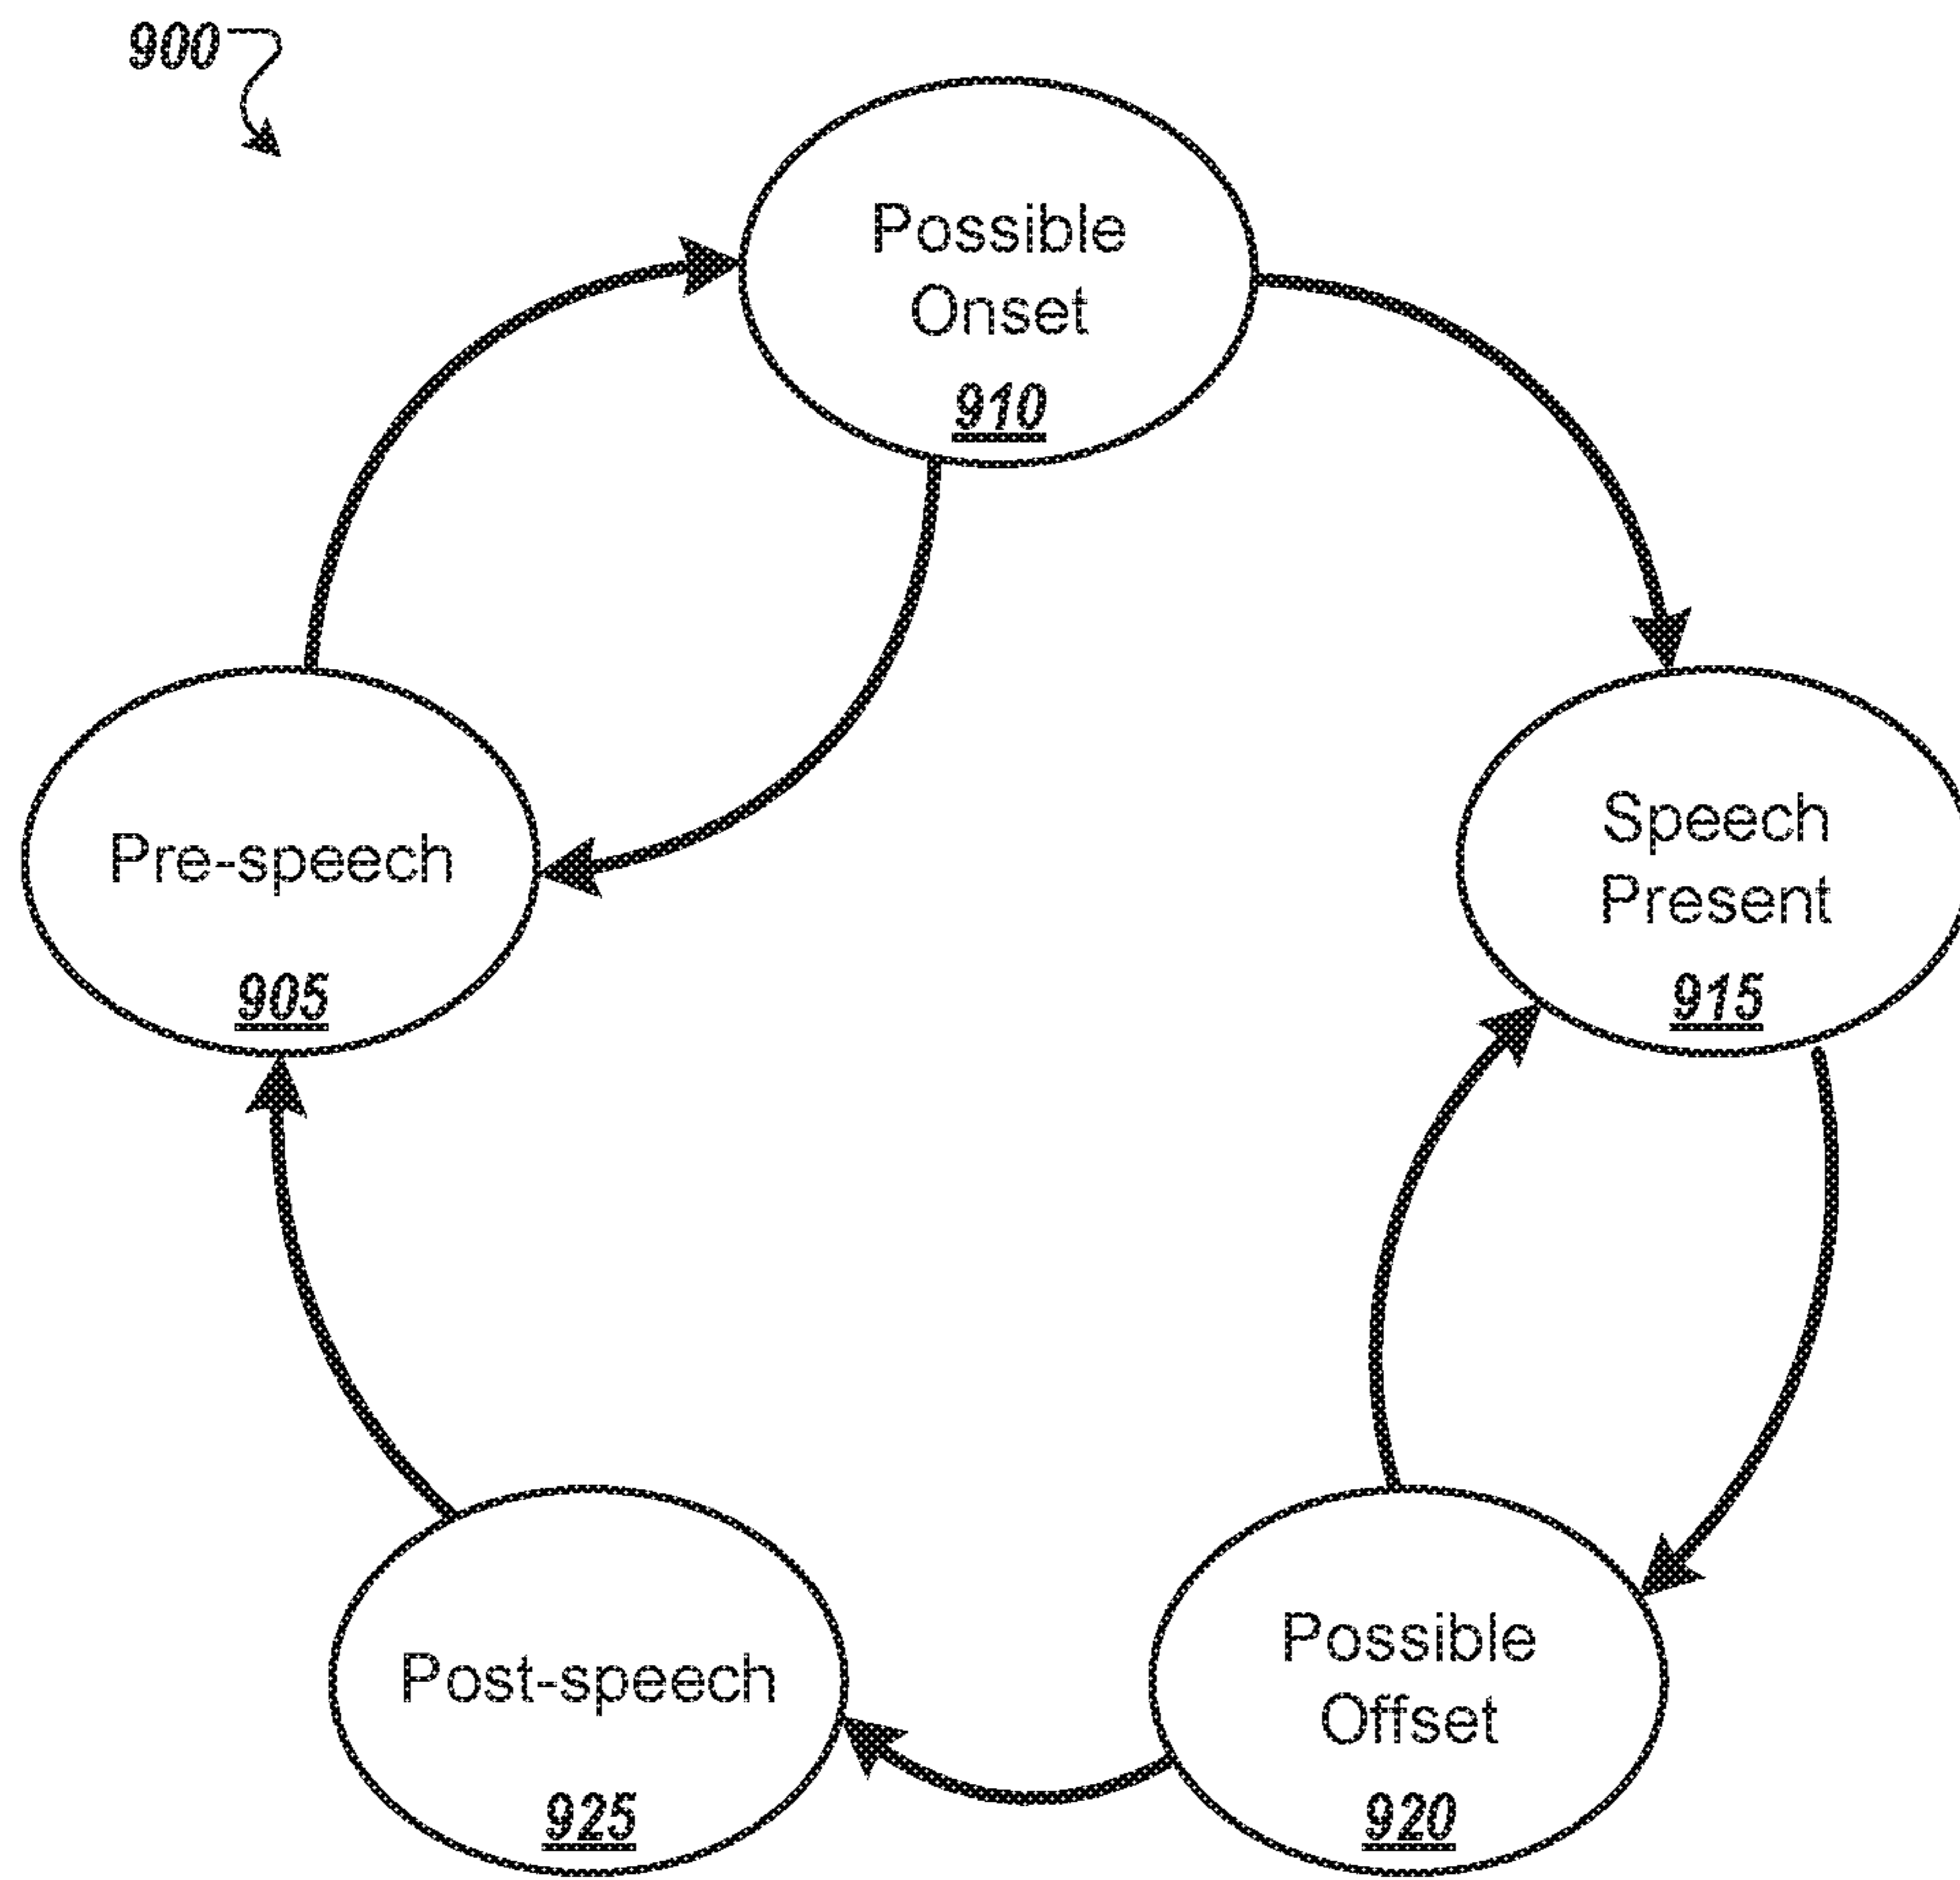 900
Possible
Onset
910
Pre-speech
905
Speech
Present
915
Post-speech
925
Possible
Offset
920